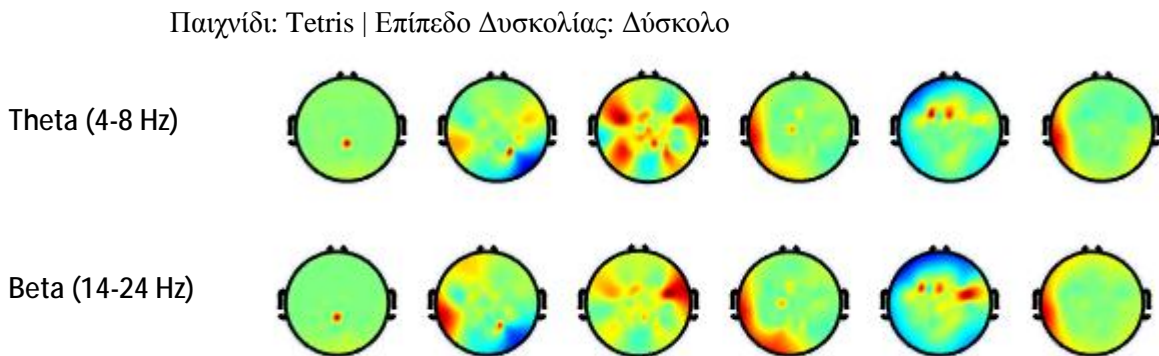 Παιχνίδι: Tetris | Επίπεδο Δυσκολίας: Δύσκολο
Theta (4-8 Hz)
Beta (14-24 Hz)